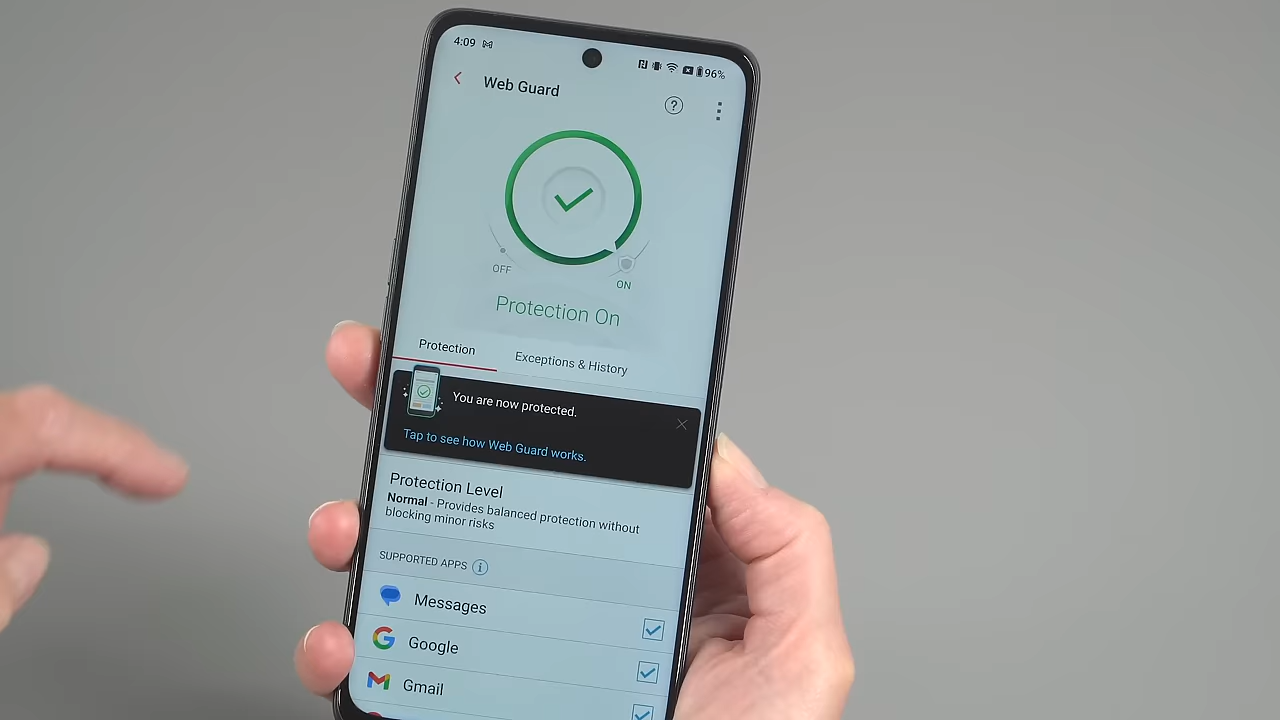 4:09
96%
Web Guard
?
OFF
ON
Protection On
Protection
Exceptions & History
You are now protected.
Tap to see how Web Guard works.
Protection Level
Normal - Provides balanced protection without
blocking minor risks
SUPPORTED APPS
Messages
Google
Gmail